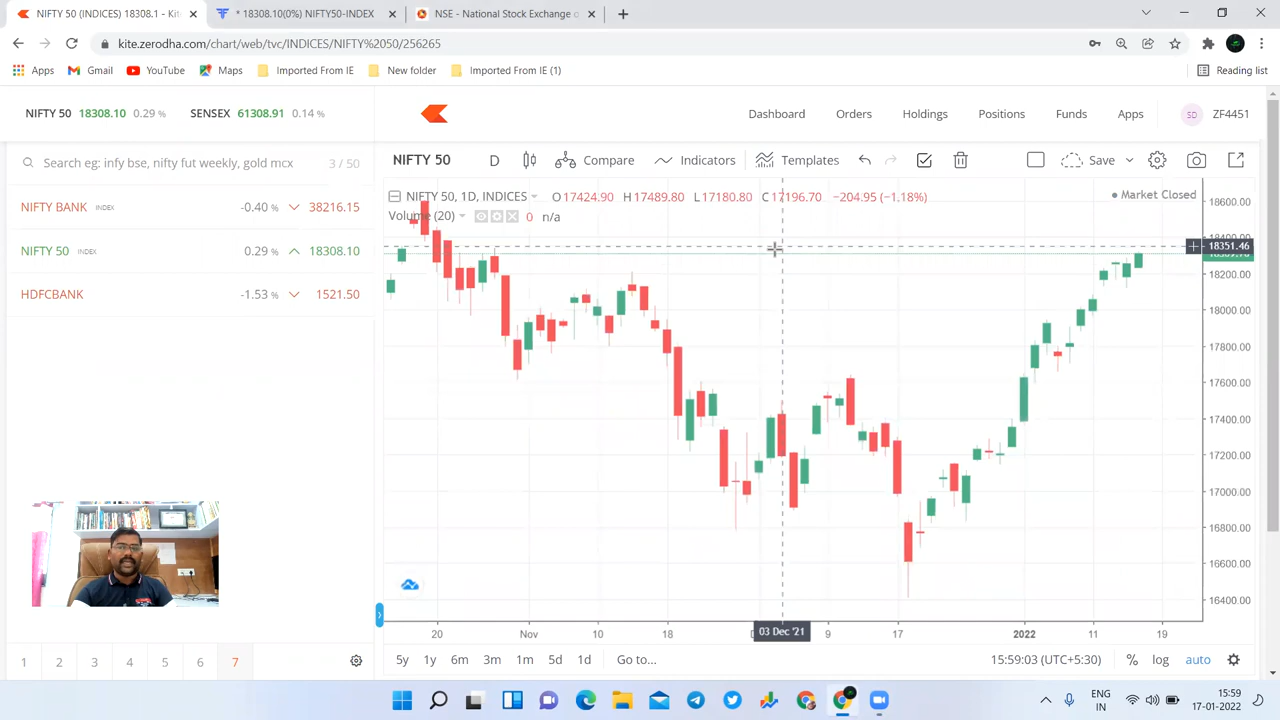 NIFTY 50 (INDICES) 18308.1 - Kite
* 18308.10(0%) NIFTY50-INDEX
NSE - National Stock Exchange o
kite.zerodha.com/chart/web/tvc/INDICES/NIFTY%2050/256265
Apps
Gmail
YouTube
Maps
Imported From IE
New folder
Imported From IE (1)
Reading list
NIFTY 50 18308.10 0.29 %
SENSEX 61308.91 0.14 %
Dashboard
Orders
Holdings
Positions
Funds
Apps
SD
ZF4451
Search eg: infy bse, nifty fut weekly, gold mcx
3 / 50
NIFTY BANK INDEX -0.40 % 38216.15
NIFTY 50 INDEX 0.29 % 18308.10
HDFCBANK -1.53 % 1521.50
NIFTY 50
D
Compare
Indicators
Templates
Save
NIFTY 50, 1D, INDICES O17424.90 H17489.80 L17180.80 C17196.70 −204.95 (−1.18%)
Market Closed
Volume (20) 0 n/a
18600.00
18351.46
18200.00
18000.00
17800.00
17600.00
17400.00
17200.00
17000.00
16800.00
16600.00
16400.00
20
Nov
10
18
03 Dec '21
9
17
2022
11
19
5y
1y
6m
3m
1m
5d
1d
Go to...
15:59:03 (UTC+5:30)
%
log
auto
1
2
3
4
5
6
7
ENG
IN
15:59
17-01-2022